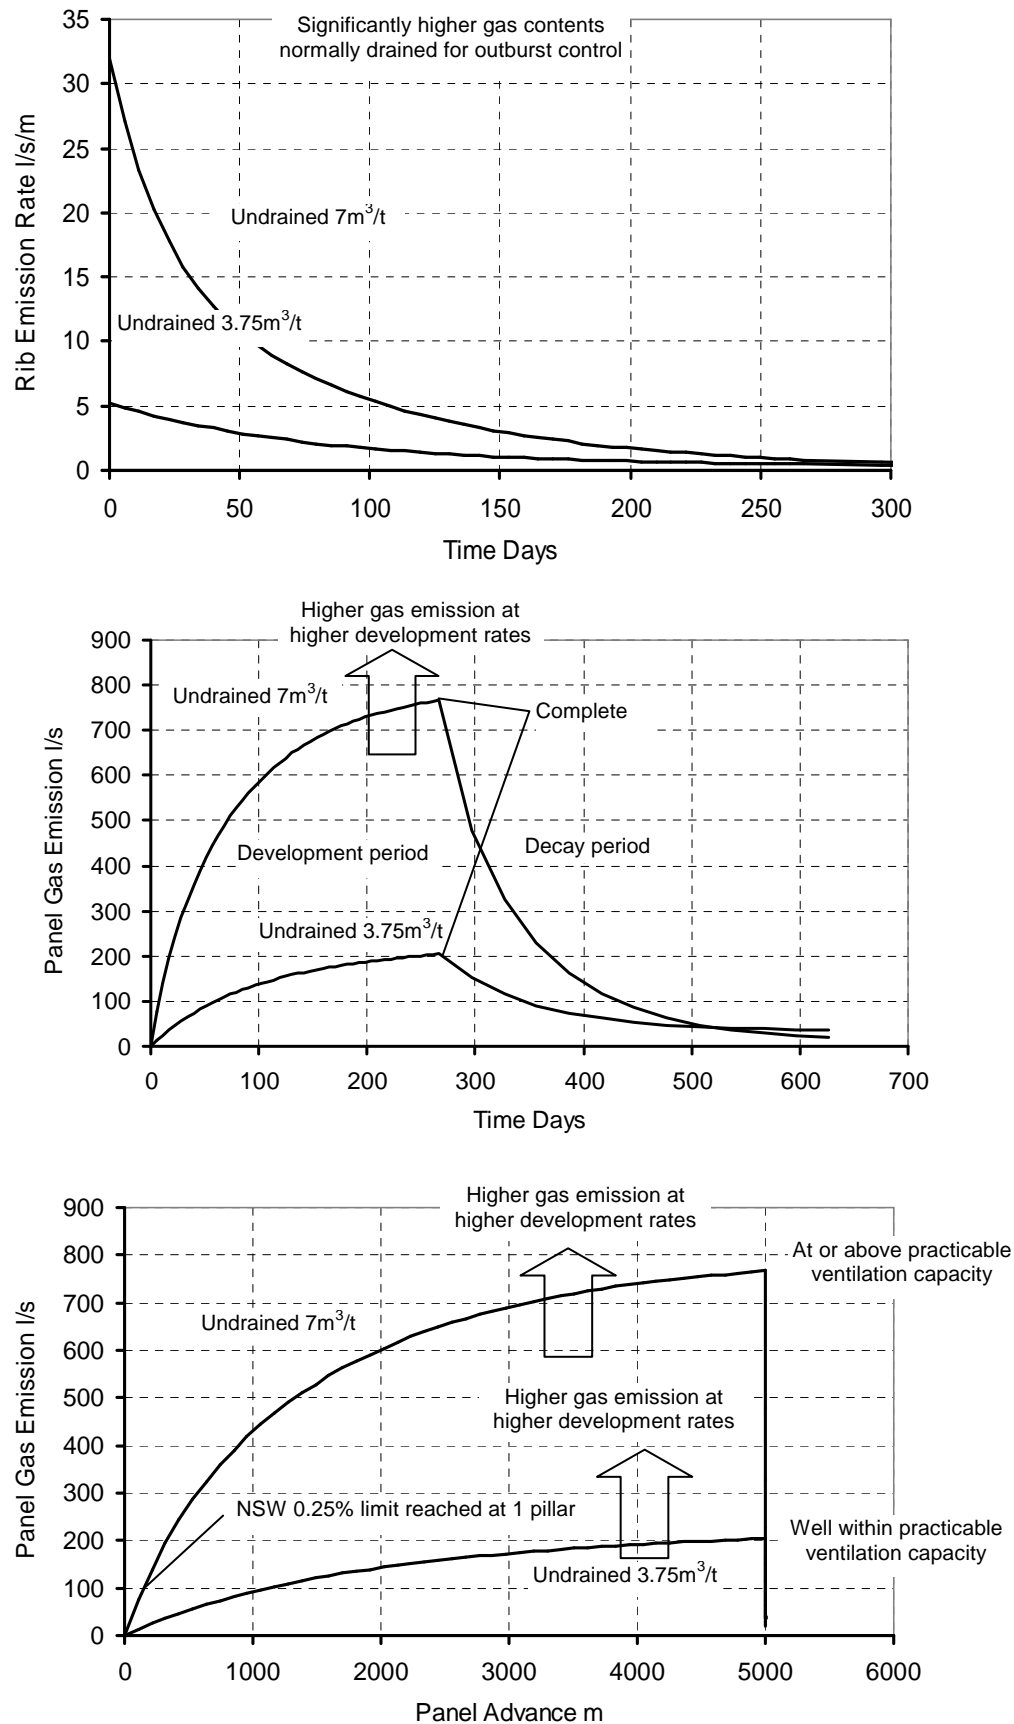 Significantly higher gas contents
normally drained for outburst control
35
30
25
20
15
10
5
0
Rib Emission Rate l/s/m
Undrained 7m³/t
Undrained 3.75m³/t
0 50 100 150 200 250 300
Time Days
Higher gas emission at
higher development rates
900
800
700
600
500
400
300
200
100
0
Panel Gas Emission l/s
Undrained 7m³/t
Complete
Development period
Decay period
Undrained 3.75m³/t
0 100 200 300 400 500 600 700
Time Days
Higher gas emission at
higher development rates
900
800
700
600
500
400
300
200
100
0
Panel Gas Emission l/s
At or above practicable
ventilation capacity
Undrained 7m³/t
Higher gas emission at
higher development rates
NSW 0.25% limit reached at 1 pillar
Well within practicable
ventilation capacity
Undrained 3.75m³/t
0 1000 2000 3000 4000 5000 6000
Panel Advance m